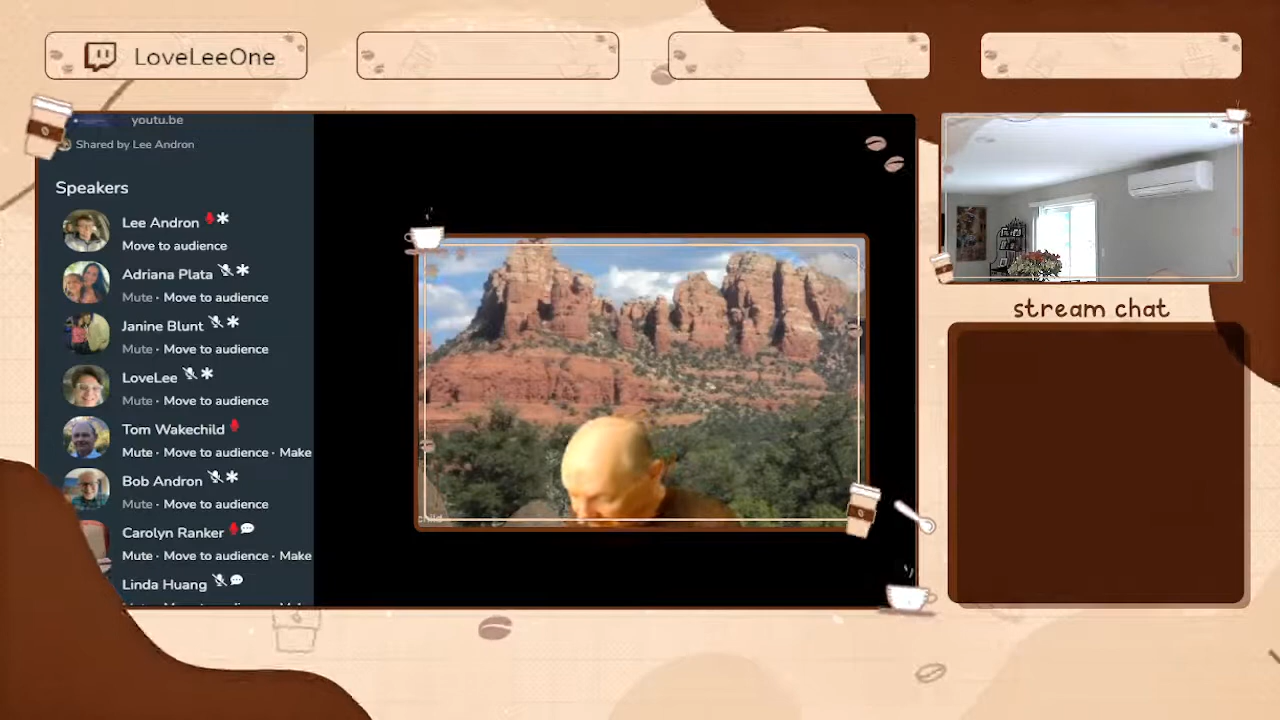 LoveLeeOne
youtu.be
Shared by Lee Andron
Speakers
Lee Andron
Move to audience
Adriana Plata
Mute · Move to audience
Janine Blunt
Mute · Move to audience
LoveLee
Mute · Move to audience
Tom Wakechild
Mute · Move to audience · Make
Bob Andron
Mute · Move to audience
Carolyn Ranker
Mute · Move to audience · Make
Linda Huang
child
stream chat